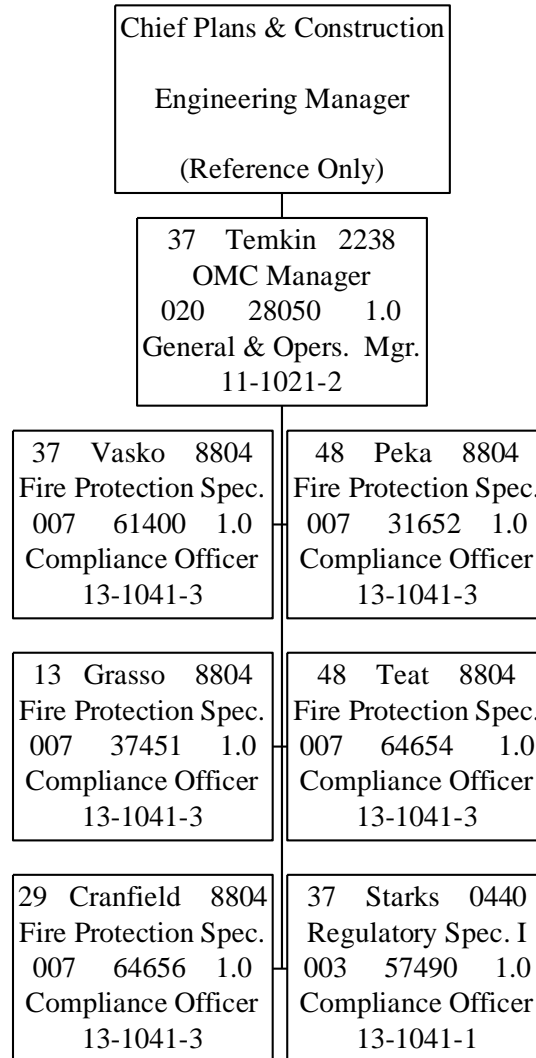 Chief Plans & Construction
Engineering Manager
(Reference Only)
37 Temkin 2238
OMC Manager
020 28050 1.0
General & Opers. Mgr.
11-1021-2
37 Vasko 8804
Fire Protection Spec.
007 61400 1.0
Compliance Officer
13-1041-3
48 Peka 8804
Fire Protection Spec.
007 31652 1.0
Compliance Officer
13-1041-3
13 Grasso 8804
Fire Protection Spec.
007 37451 1.0
Compliance Officer
13-1041-3
48 Teat 8804
Fire Protection Spec.
007 64654 1.0
Compliance Officer
13-1041-3
29 Cranfield 8804
Fire Protection Spec.
007 64656 1.0
Compliance Officer
13-1041-3
37 Starks 0440
Regulatory Spec. I
003 57490 1.0
Compliance Officer
13-1041-1